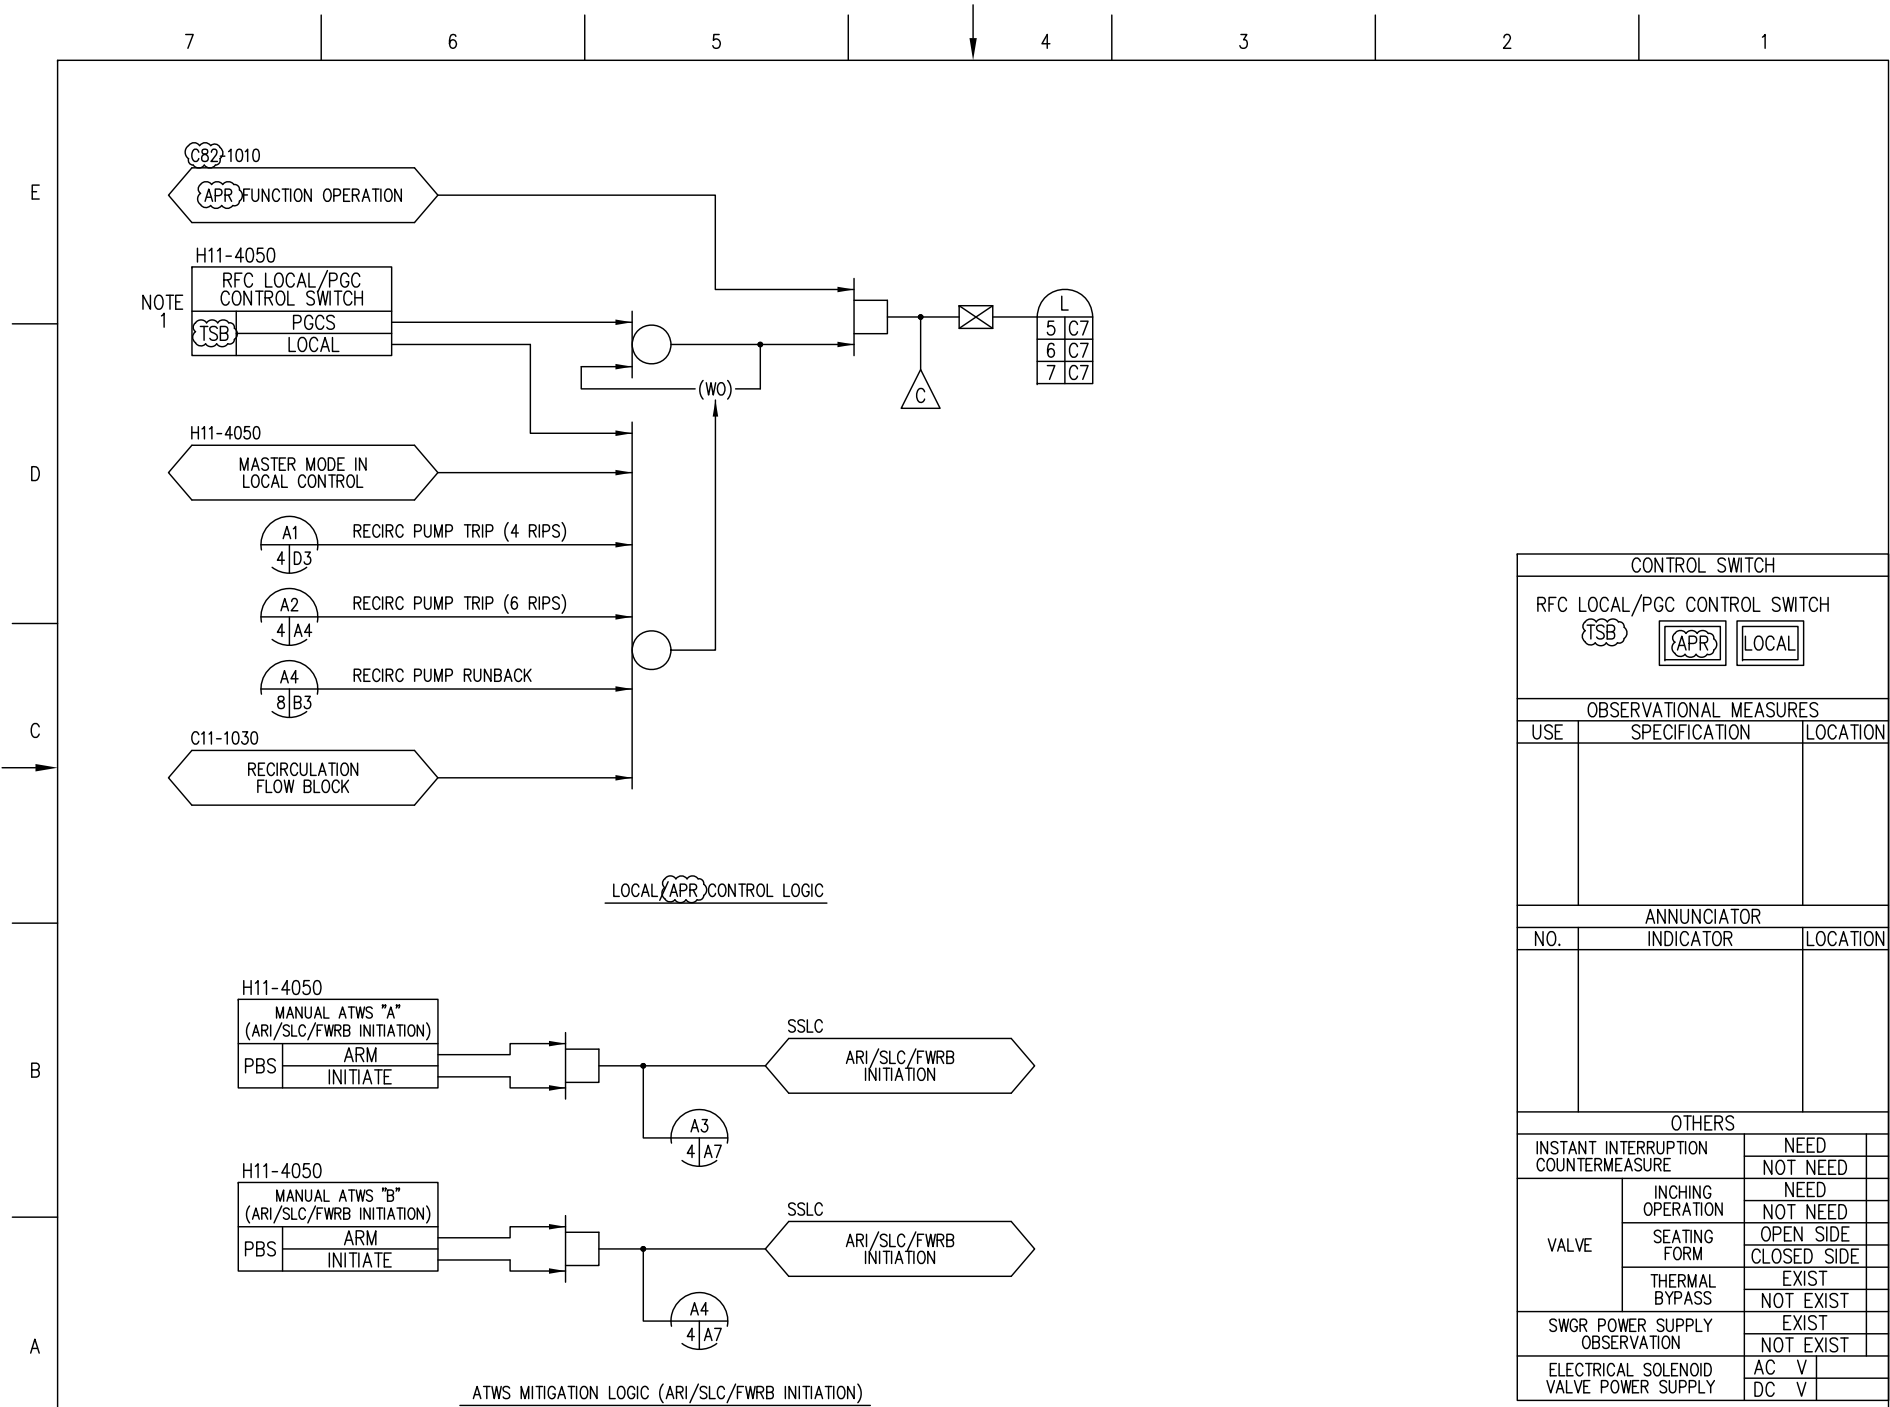 7 6 5 4 3 2 1
E
D
C
B
A
C82-1010
APR FUNCTION OPERATION
H11-4050
RFC LOCAL/PGC
CONTROL SWITCH
NOTE
1
TSB
PGCS
LOCAL
(WO)
C
L
5 C7
6 C7
7 C7
H11-4050
MASTER MODE IN
LOCAL CONTROL
A1
4 D3
RECIRC PUMP TRIP (4 RIPS)
A2
4 A4
RECIRC PUMP TRIP (6 RIPS)
A4
8 B3
RECIRC PUMP RUNBACK
C11-1030
RECIRCULATION
FLOW BLOCK
LOCAL/APR CONTROL LOGIC
H11-4050
MANUAL ATWS "A"
(ARI/SLC/FWRB INITIATION)
PBS
ARM
INITIATE
SSLC
ARI/SLC/FWRB
INITIATION
A3
4 A7
H11-4050
MANUAL ATWS "B"
(ARI/SLC/FWRB INITIATION)
PBS
ARM
INITIATE
SSLC
ARI/SLC/FWRB
INITIATION
A4
4 A7
ATWS MITIGATION LOGIC (ARI/SLC/FWRB INITIATION)
CONTROL SWITCH
RFC LOCAL/PGC CONTROL SWITCH
TSB APR LOCAL
OBSERVATIONAL MEASURES
USE SPECIFICATION LOCATION
ANNUNCIATOR
NO. INDICATOR LOCATION
OTHERS
INSTANT INTERRUPTION
COUNTERMEASURE
NEED
NOT NEED
VALVE
INCHING
OPERATION
NEED
NOT NEED
SEATING
FORM
OPEN SIDE
CLOSED SIDE
THERMAL
BYPASS
EXIST
NOT EXIST
SWGR POWER SUPPLY
OBSERVATION
EXIST
NOT EXIST
ELECTRICAL SOLENOID
VALVE POWER SUPPLY
AC V
DC V